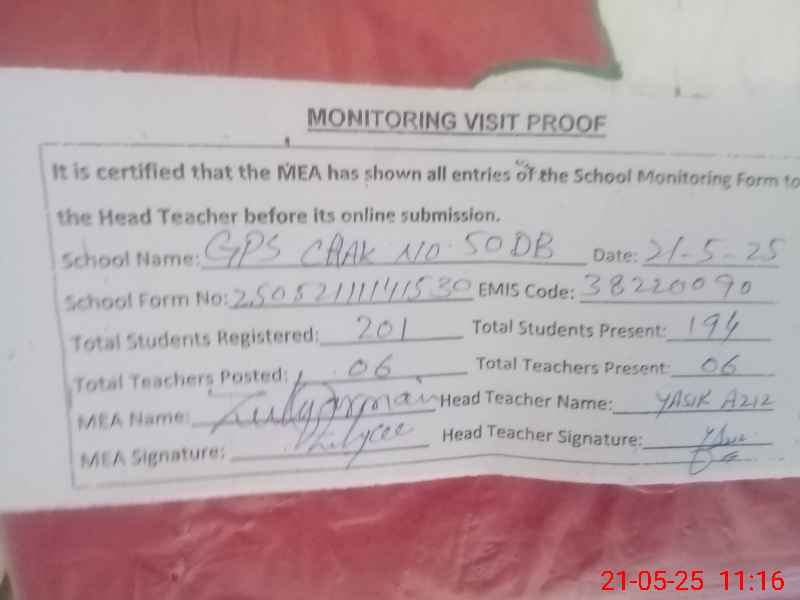 MONITORING VISIT PROOF
It is certified that the MEA has shown all entries of the School Monitoring Form to
the Head Teacher before its online submission.
School Name: GPS CHAK NO. 50 DB Date: 21-5-25
School Form No: EMIS Code: 38220090
Total Students Registered: 201 Total Students Present: 194
Total Teachers Posted: 06 Total Teachers Present: 06
MEA Name: Head Teacher Name: YASIR AZIZ
MEA Signature: Head Teacher Signature:
21-05-25 11:16